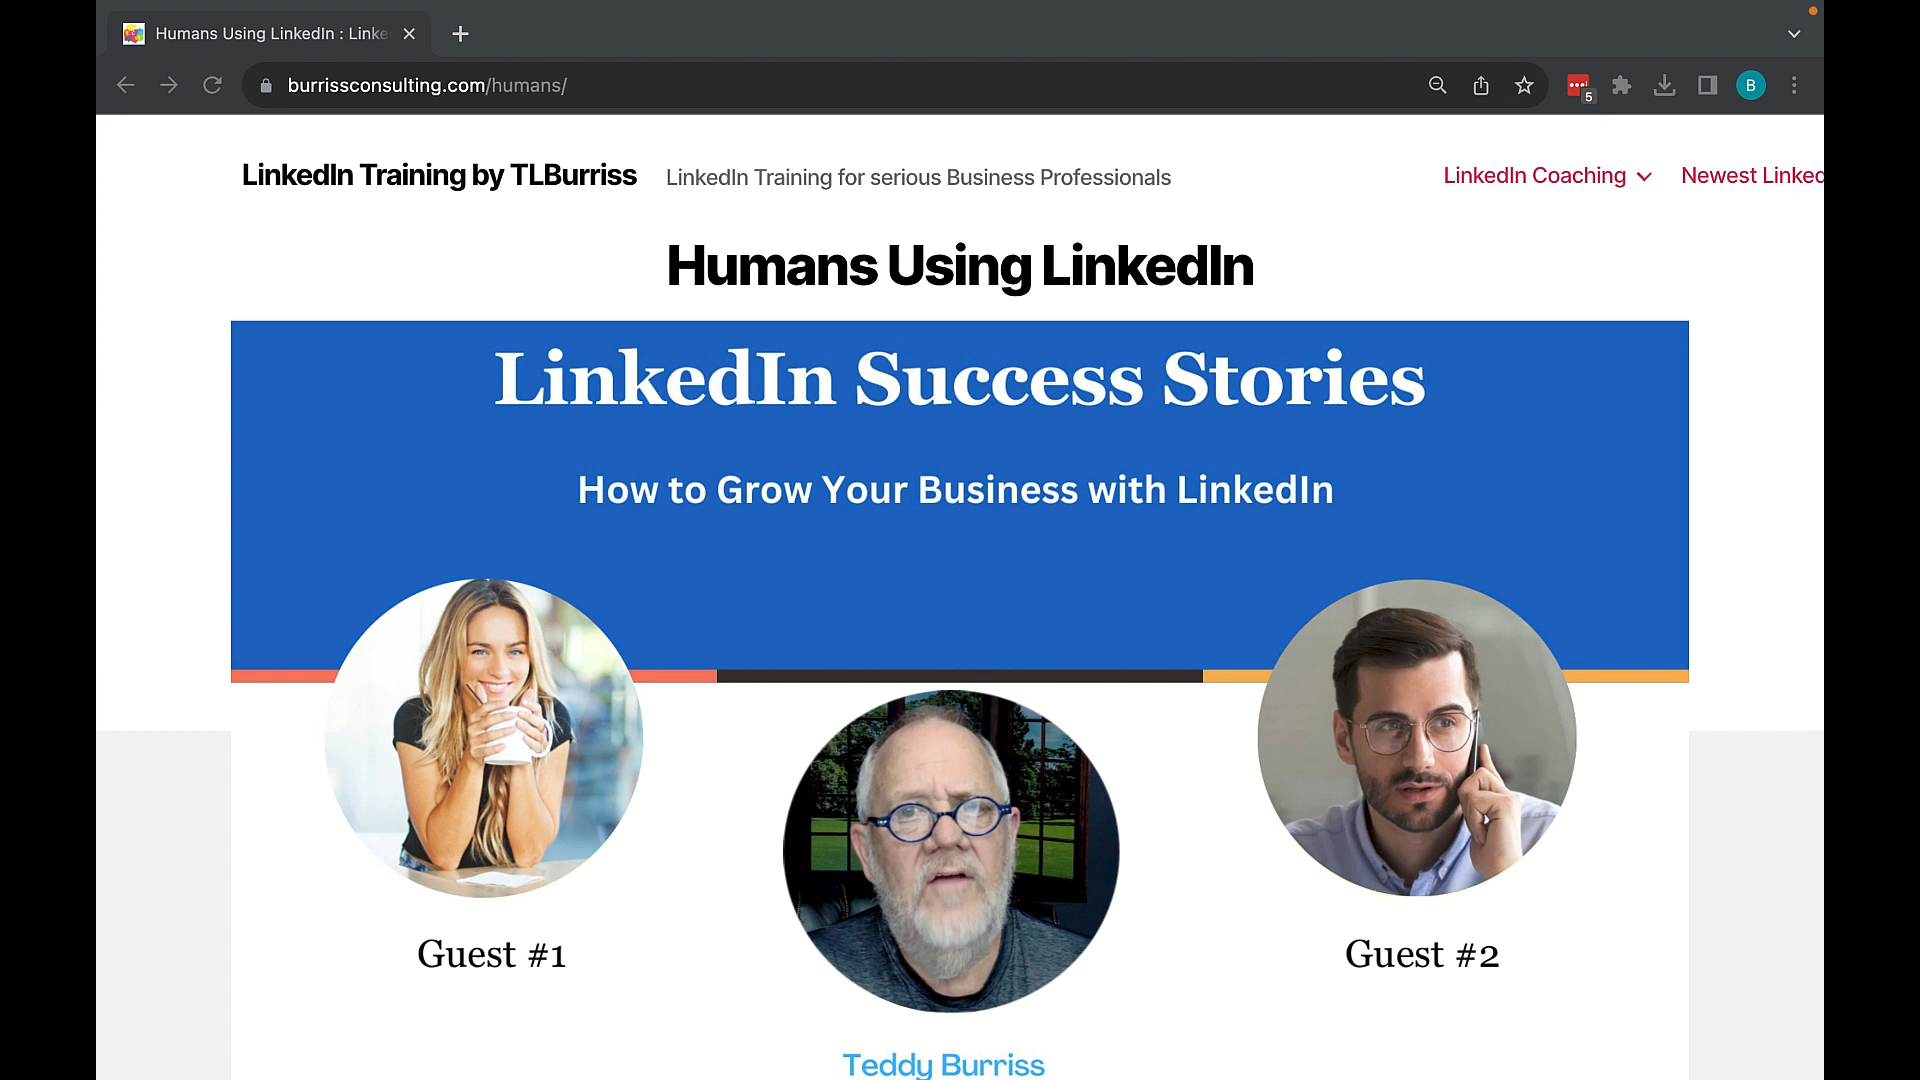 Humans Using LinkedIn : Linke
burrissconsulting.com/humans/
5
B
LinkedIn Training by TLBurriss
LinkedIn Training for serious Business Professionals
LinkedIn Coaching
Newest Linked
Humans Using LinkedIn
LinkedIn Success Stories
How to Grow Your Business with LinkedIn
Guest #1
Guest #2
Teddy Burriss